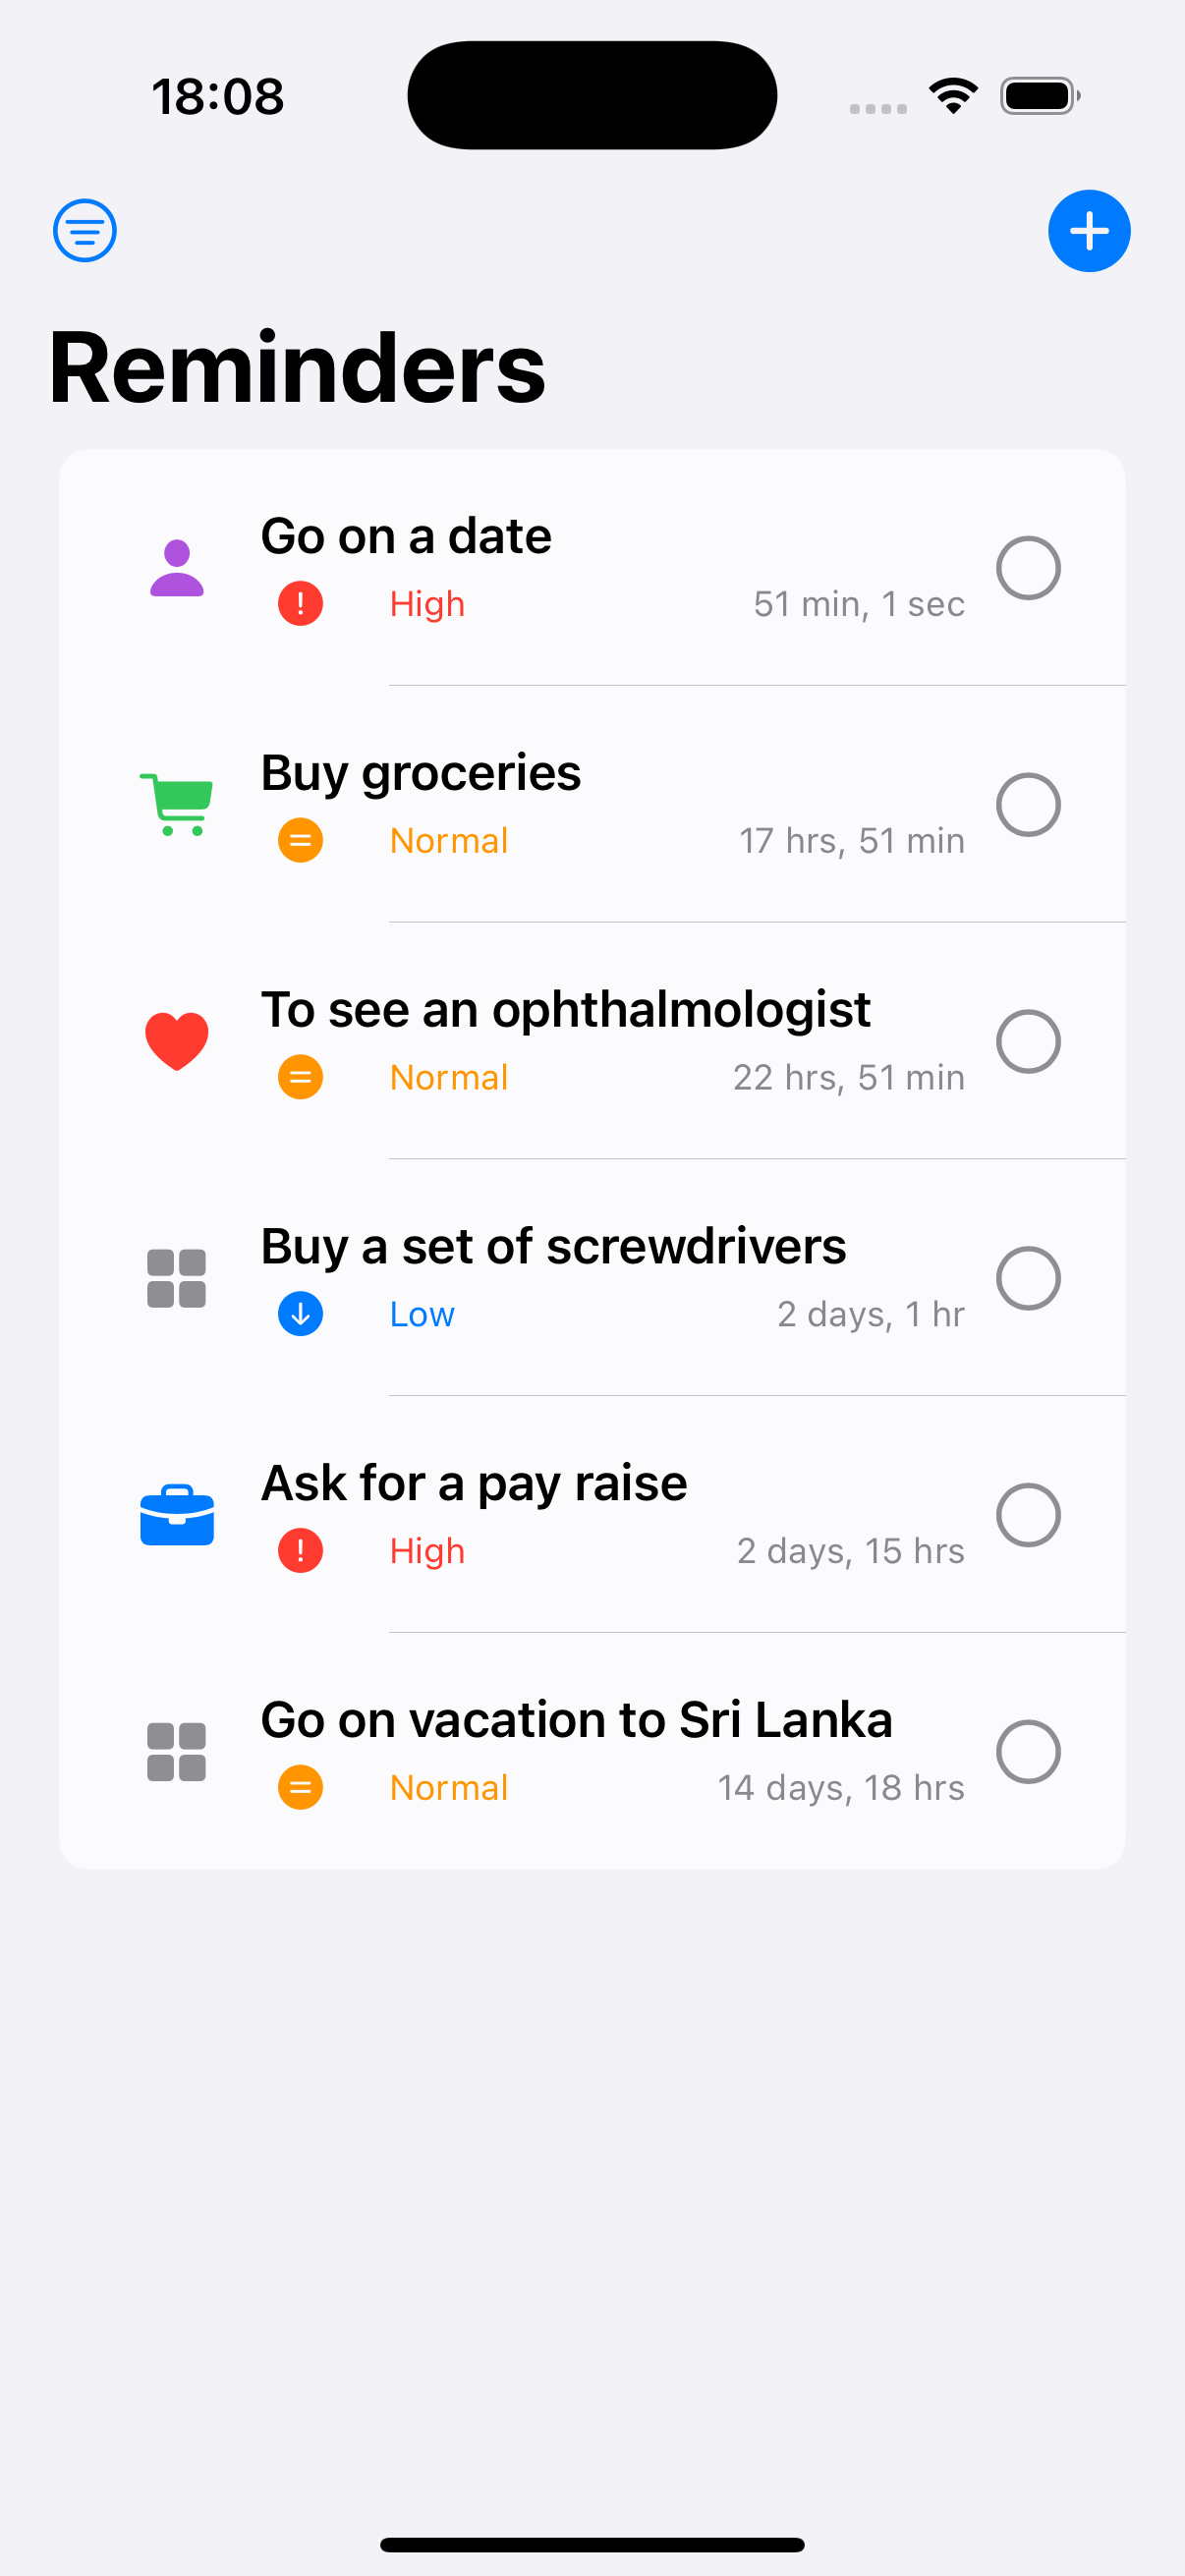 18:08
Reminders
Go on a date
High 51 min, 1 sec
Buy groceries
Normal 17 hrs, 51 min
To see an ophthalmologist
Normal 22 hrs, 51 min
Buy a set of screwdrivers
Low 2 days, 1 hr
Ask for a pay raise
High 2 days, 15 hrs
Go on vacation to Sri Lanka
Normal 14 days, 18 hrs